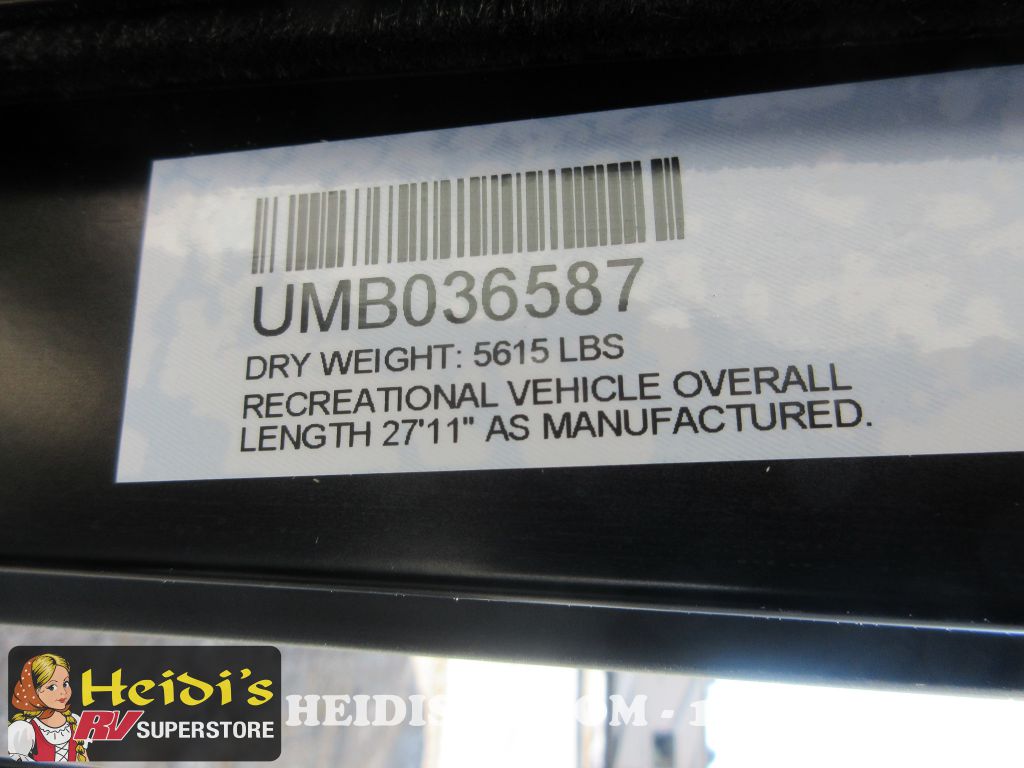 UMB036587
DRY WEIGHT: 5615 LBS
RECREATIONAL VEHICLE OVERALL
LENGTH 27'11" AS MANUFACTURED.
Heidi's
RV SUPERSTORE